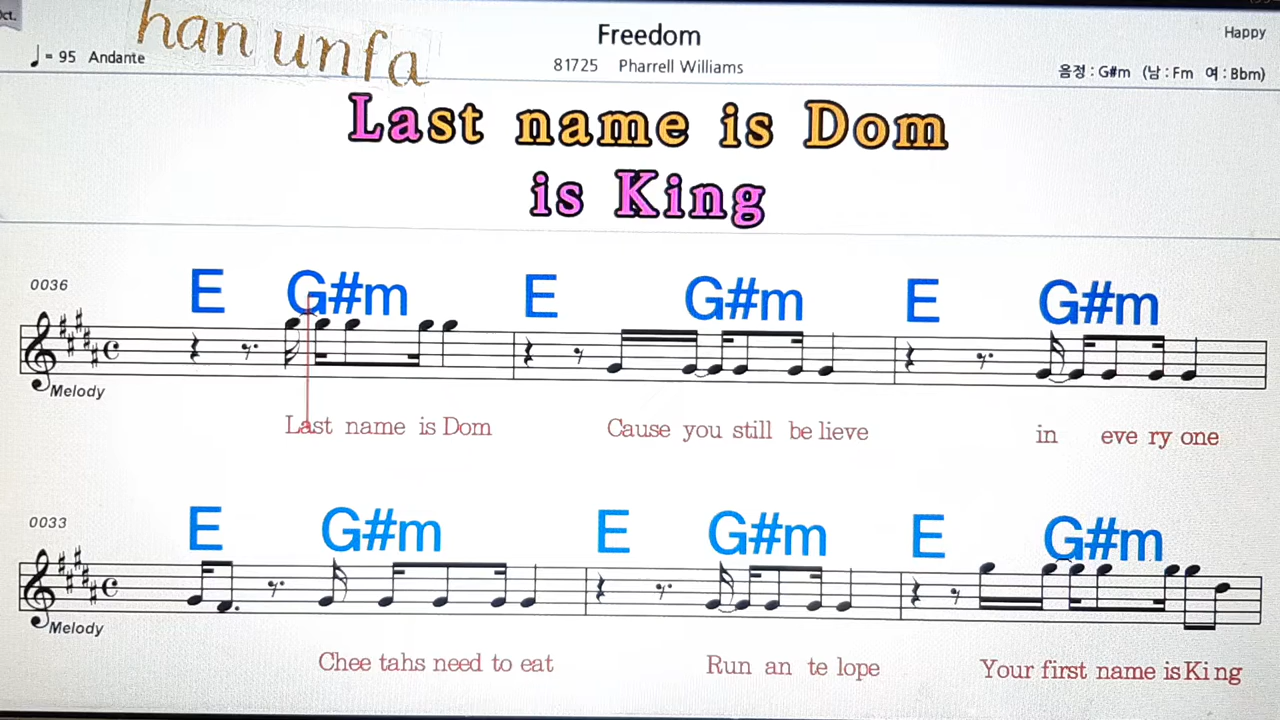 Oct.
han unfa
Freedom
Happy
♩ = 95 Andante
81725 Pharrell Williams
음정 : G#m (남 : Fm 여 : Bbm)
Last name is Dom
is King
0036
E G#m E G#m E G#m
Melody
Last name is Dom Cause you still be lieve in eve ry one
0033
E G#m E G#m E G#m
Melody
Chee tahs need to eat Run an te lope Your first name is Ki ng